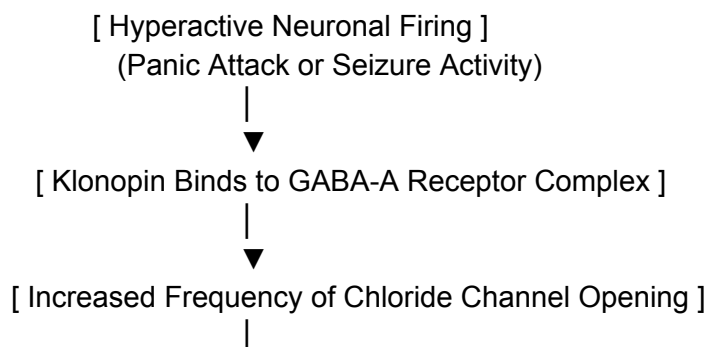 [ Hyperactive Neuronal Firing ]
(Panic Attack or Seizure Activity)
│
▼
[ Klonopin Binds to GABA-A Receptor Complex ]
│
▼
[ Increased Frequency of Chloride Channel Opening ]
│